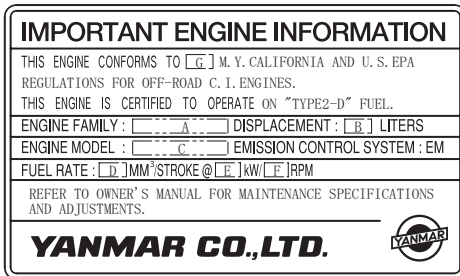 IMPORTANT ENGINE INFORMATION
THIS ENGINE CONFORMS TO [G] M.Y.CALIFORNIA AND U.S.EPA
REGULATIONS FOR OFF-ROAD C.I.ENGINES.
THIS ENGINE IS CERTIFIED TO OPERATE ON "TYPE2-D" FUEL.
ENGINE FAMILY : [A] DISPLACEMENT : [B] LITERS
ENGINE MODEL : [C] EMISSION CONTROL SYSTEM : EM
FUEL RATE : [D] MM³/STROKE @ [E] kW/ [F] RPM
REFER TO OWNER'S MANUAL FOR MAINTENANCE SPECIFICATIONS
AND ADJUSTMENTS.
YANMAR CO.,LTD.
YANMAR